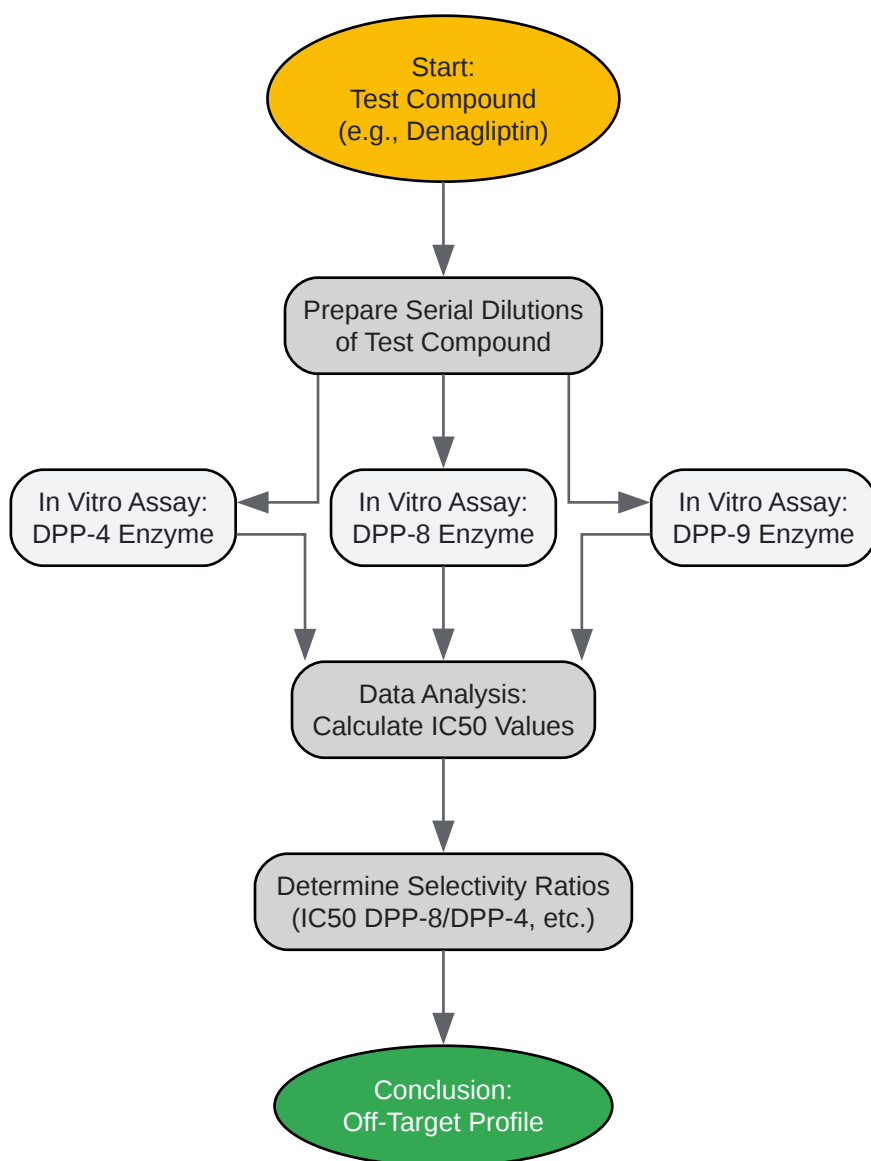 Start:
Test Compound
(e.g., Denagliptin)
Prepare Serial Dilutions
of Test Compound
In Vitro Assay:
DPP-4 Enzyme
In Vitro Assay:
DPP-8 Enzyme
In Vitro Assay:
DPP-9 Enzyme
Data Analysis:
Calculate IC50 Values
Determine Selectivity Ratios
(IC50 DPP-8/DPP-4, etc.)
Conclusion:
Off-Target Profile